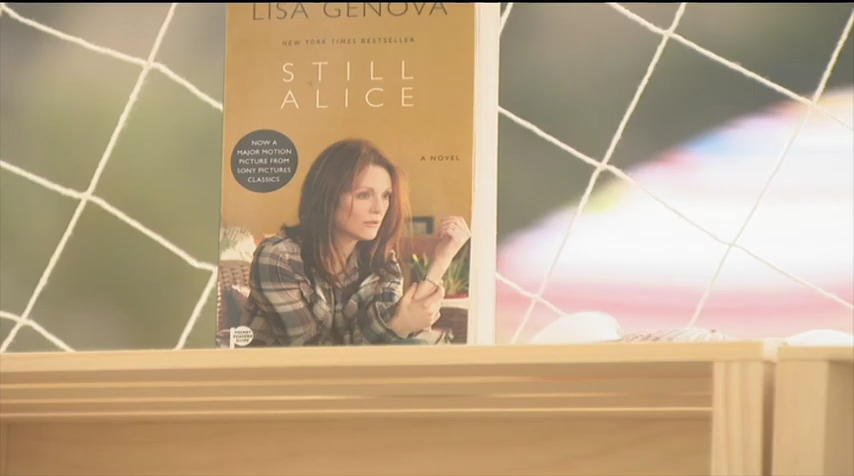 LISA GENOVA
NEW YORK TIMES BESTSELLER
STILL
ALICE
NOW A
MAJOR MOTION
PICTURE FROM
SONY PICTURES
CLASSICS
A NOVEL